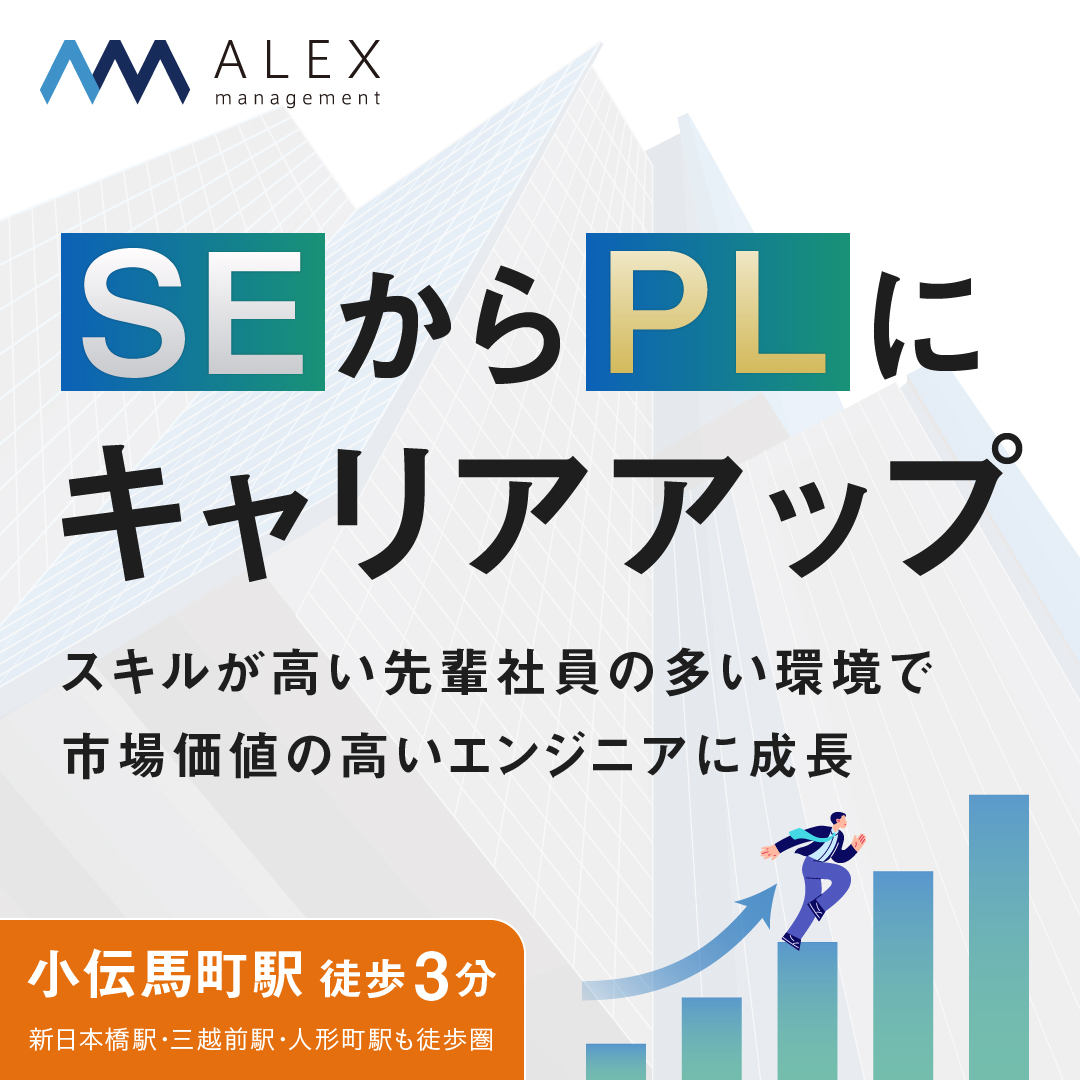 ALEX
management
SEからPLに
キャリアアップ
スキルが高い先輩社員の多い環境で
市場価値の高いエンジニアに成長
小伝馬町駅 徒歩3分
新日本橋駅・三越前駅・人形町駅も徒歩圏